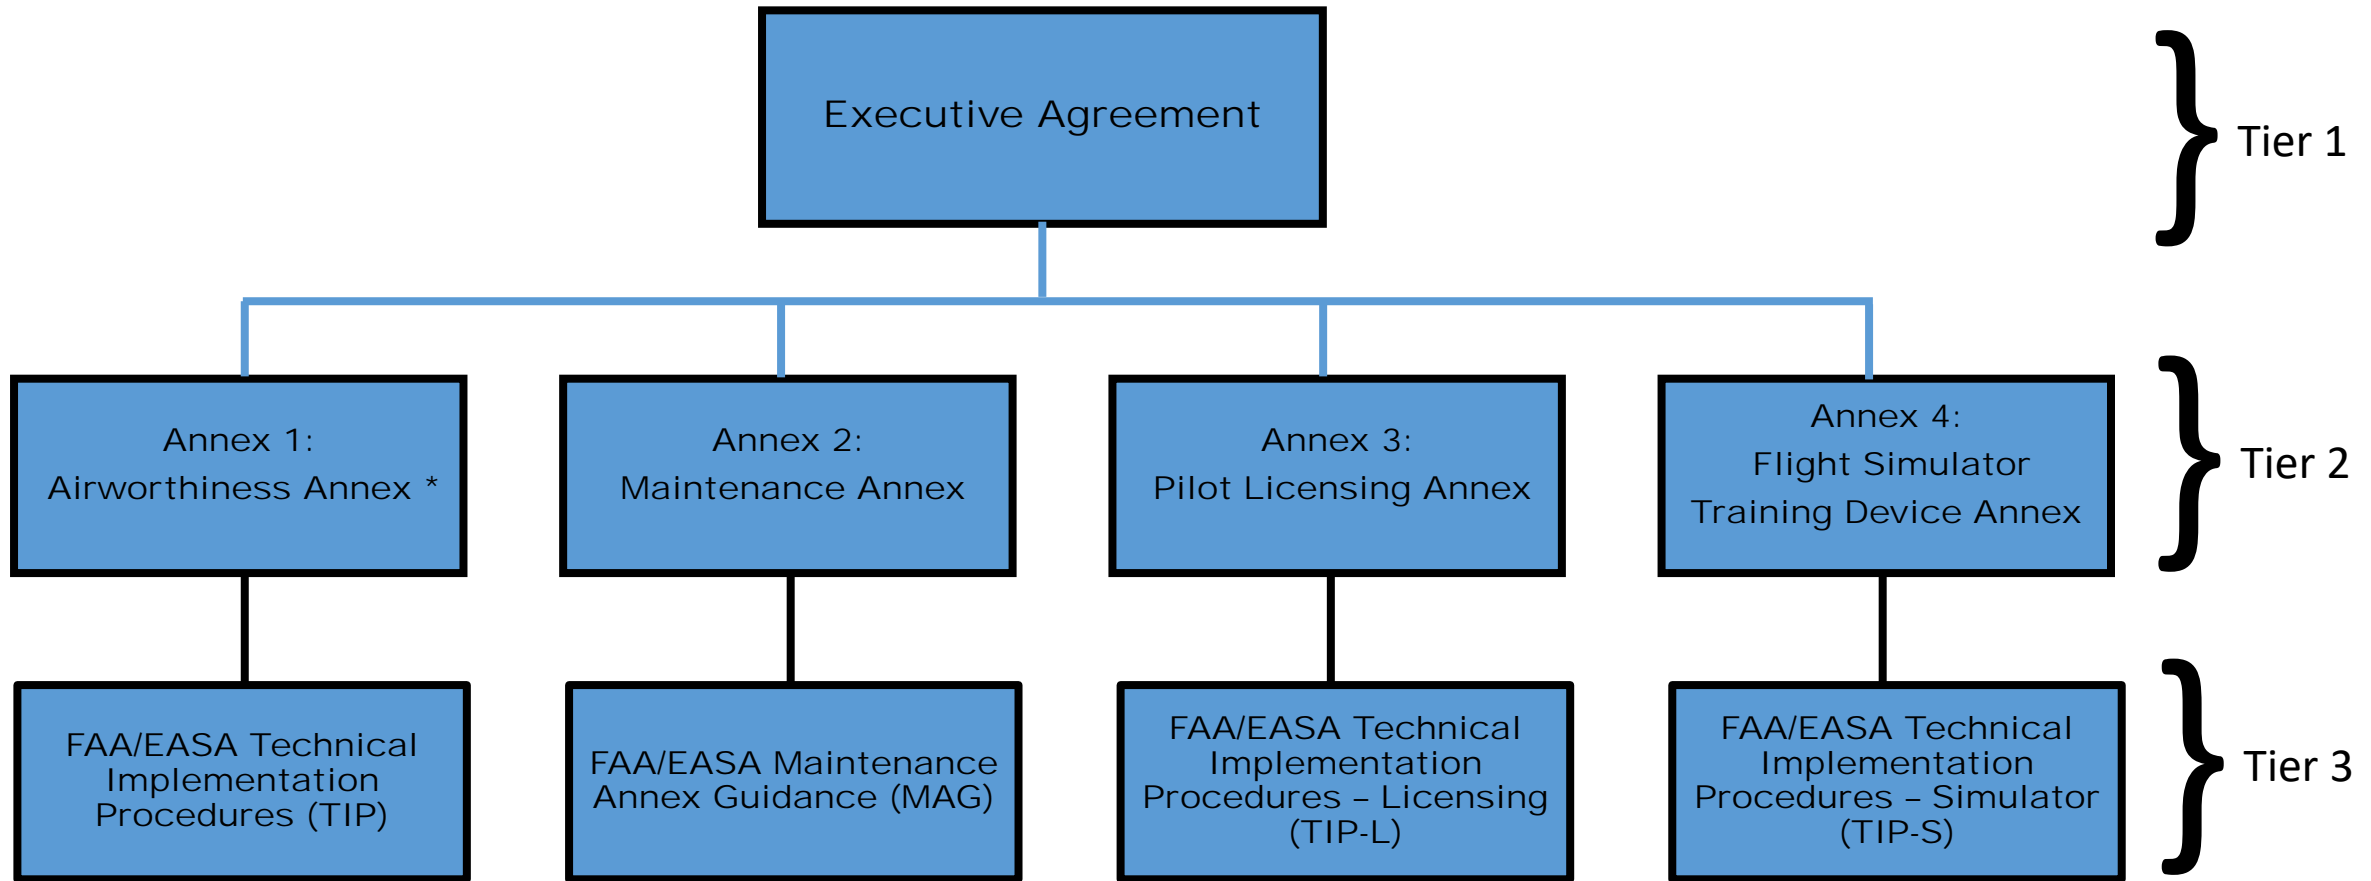 Executive Agreement
Tier 1
Annex 1:
Airworthiness Annex *
Annex 2:
Maintenance Annex
Annex 3:
Pilot Licensing Annex
Annex 4:
Flight Simulator
Training Device Annex
Tier 2
FAA/EASA Technical
Implementation
Procedures (TIP)
FAA/EASA Maintenance
Annex Guidance (MAG)
FAA/EASA Technical
Implementation
Procedures – Licensing
(TIP-L)
FAA/EASA Technical
Implementation
Procedures – Simulator
(TIP-S)
Tier 3